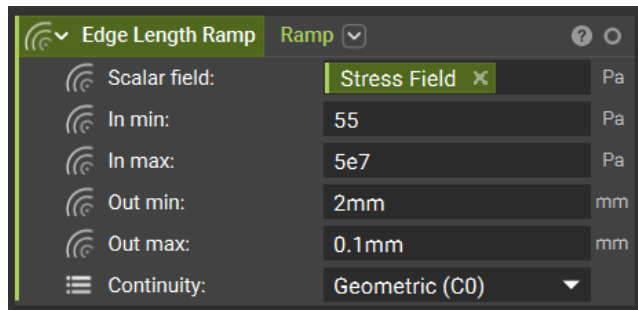 Edge Length Ramp Ramp ?
Scalar field: Stress Field × Pa
In min: 55 Pa
In max: 5e7 Pa
Out min: 2mm mm
Out max: 0.1mm mm
Continuity: Geometric (C0)